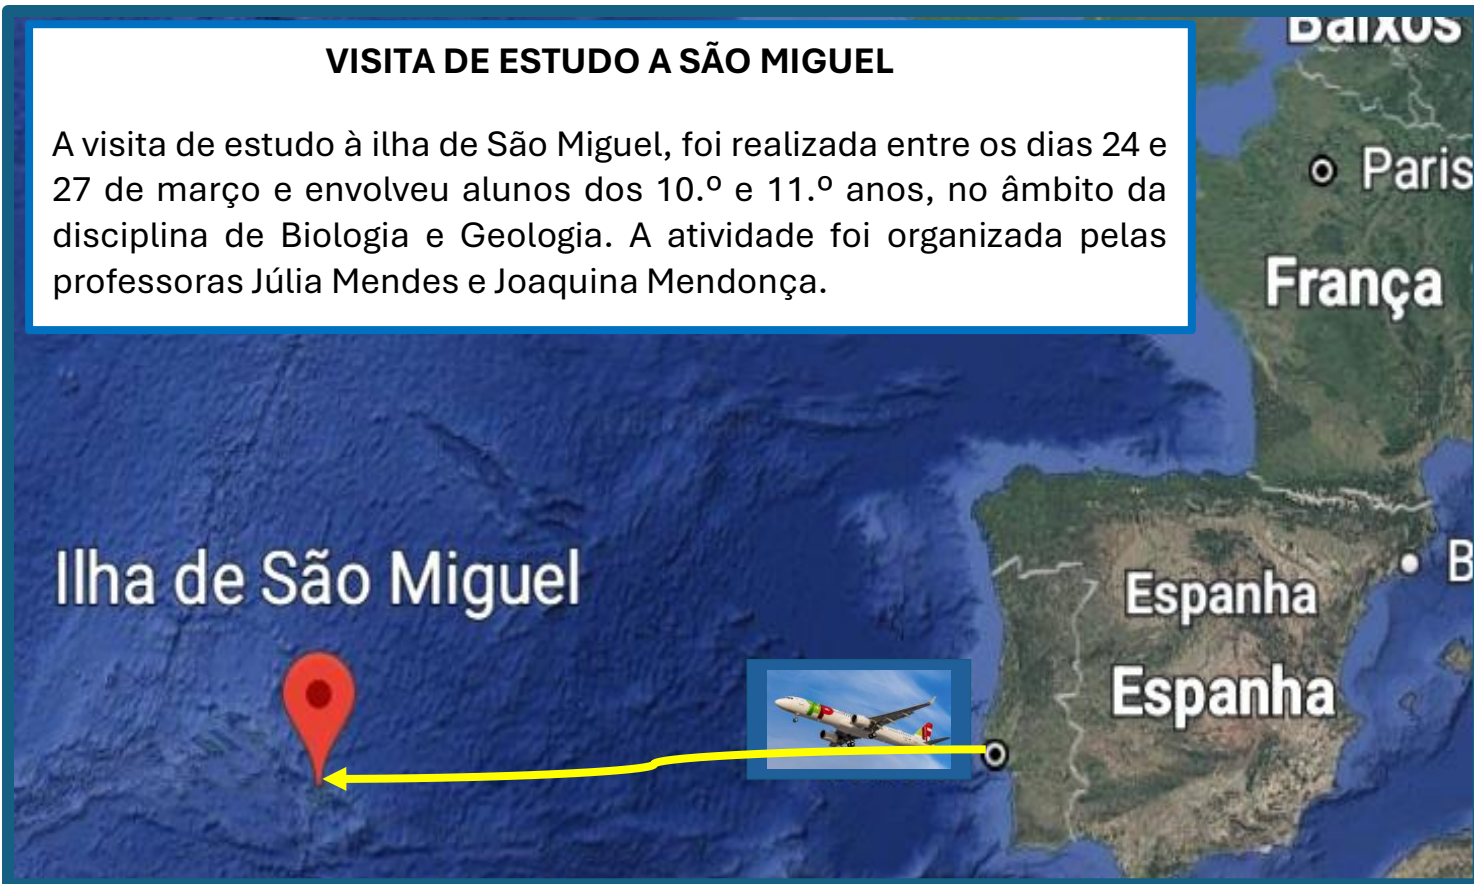 VISITA DE ESTUDO A SÃO MIGUEL
A visita de estudo à ilha de São Miguel, foi realizada entre os dias 24 e
27 de março e envolveu alunos dos 10.º e 11.º anos, no âmbito da
disciplina de Biologia e Geologia. A atividade foi organizada pelas
professoras Júlia Mendes e Joaquina Mendonça.
Baixos
Paris
França
Ilha de São Miguel
B
Espanha
Espanha